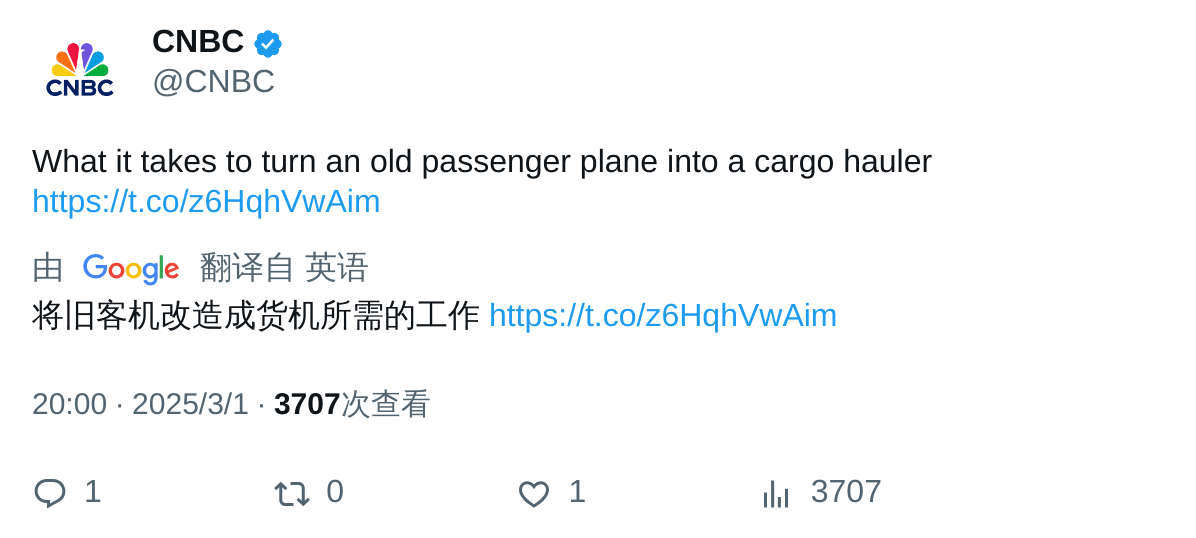 CNBC
CNBC
@CNBC
What it takes to turn an old passenger plane into a cargo hauler
https://t.co/z6HqhVwAim
由 Google 翻译自 英语
将旧客机改造成货机所需的工作 https://t.co/z6HqhVwAim
20:00 · 2025/3/1 · 3707次查看
1 0 1 3707